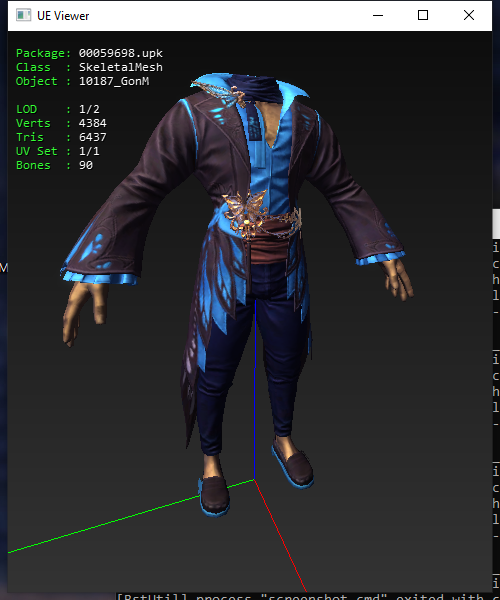 UE Viewer
Package: 00059698.upk
Class  : SkeletalMesh
Object : 10187_GonM
LOD    : 1/2
Verts  : 4384
Tris   : 6437
UV Set : 1/1
Bones  : 90
M
i
c
h
l
-
i
c
h
l
-
i
c
h
l
-
i
[BstUtil] process "screenshot.cmd" exited with c